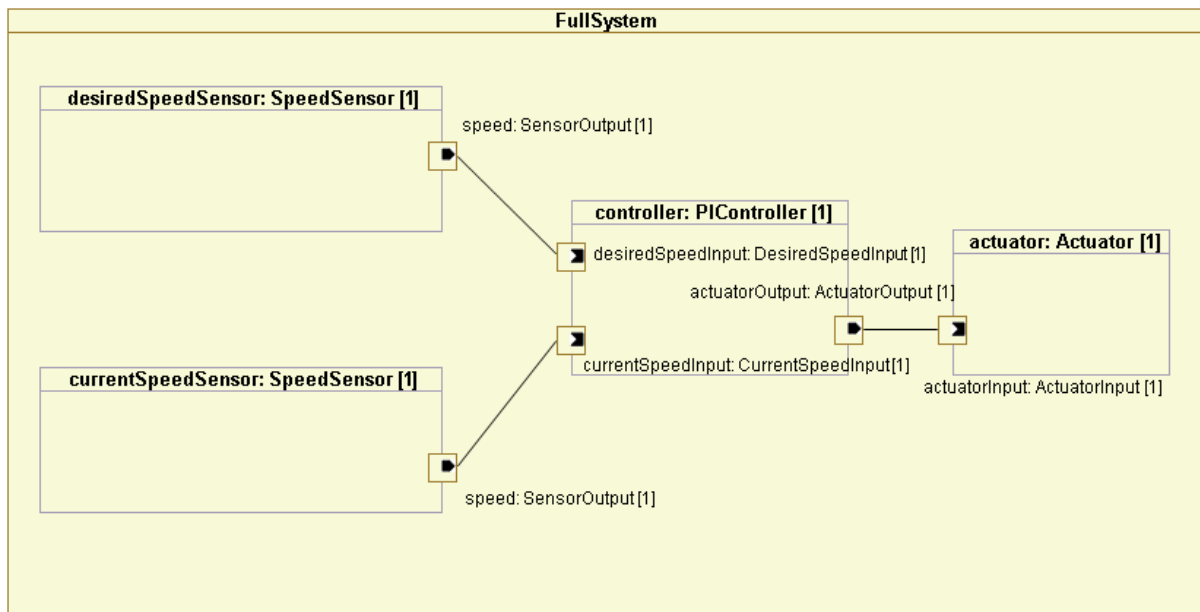 FullSystem
desiredSpeedSensor: SpeedSensor [1]
speed: SensorOutput [1]
controller: PIController [1]
desiredSpeedInput: DesiredSpeedInput [1]
actuator: Actuator [1]
actuatorOutput: ActuatorOutput [1]
currentSpeedInput: CurrentSpeedInput [1]
currentSpeedSensor: SpeedSensor [1]
actuatorInput: ActuatorInput [1]
speed: SensorOutput [1]